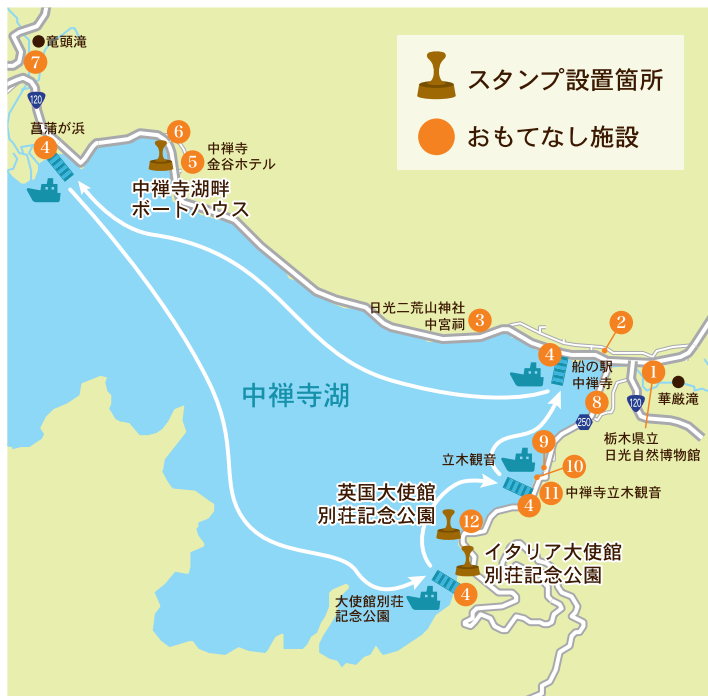 スタンプ設置箇所
おもてなし施設
竜頭滝
7
120
菖蒲が浜
4
6
5
中禅寺
金谷ホテル
中禅寺湖畔
ボートハウス
日光二荒山神社
中宮祠
3
2
4
1
船の駅
中禅寺
華厳滝
8
120
250
栃木県立
日光自然博物館
中禅寺湖
9
立木観音
10
11
中禅寺立木観音
4
英国大使館
別荘記念公園
12
イタリア大使館
別荘記念公園
大使館別荘
記念公園
4